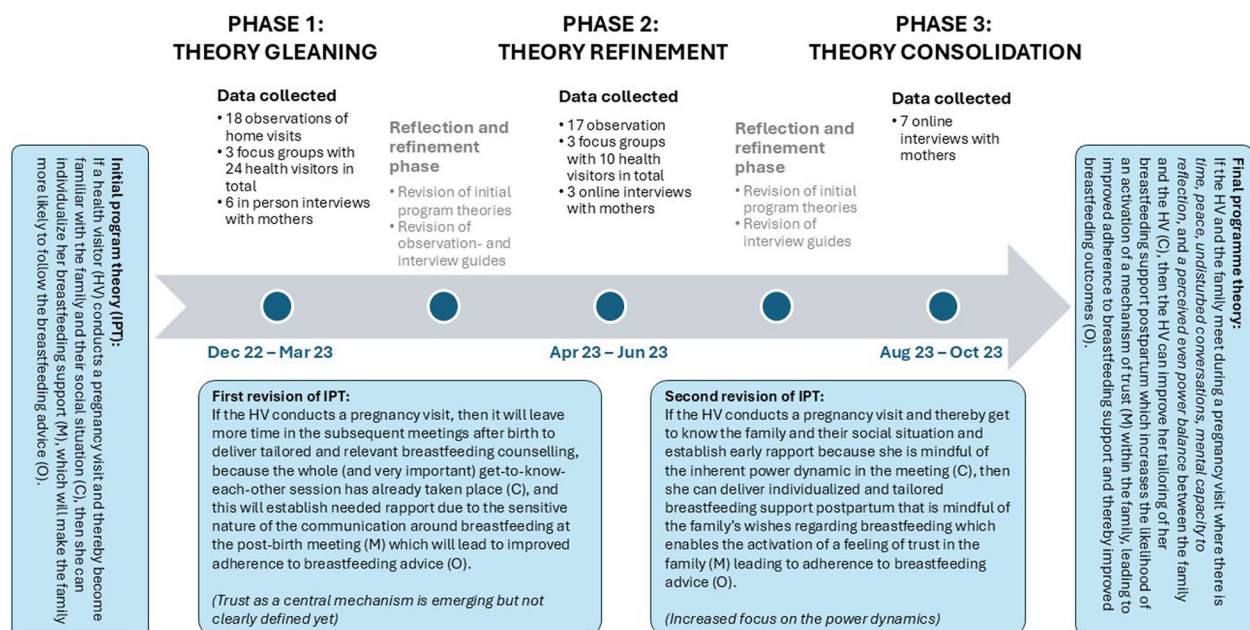 PHASE 1:
THEORY GLEANING
Data collected
• 18 observations of
home visits
• 3 focus groups with
24 health visitors in
total
• 6 in person interviews
with mothers
Reflection and
refinement
phase
• Revision of initial
program theories
• Revision of
observation- and
interview guides
PHASE 2:
THEORY REFINEMENT
Data collected
• 17 observation
• 3 focus groups
with 10 health
visitors in total
• 3 online interviews
with mothers
Reflection and
refinement
phase
• Revision of initial
program theories
• Revision of
interview guides
PHASE 3:
THEORY CONSOLIDATION
Data collected
• 7 online
interviews with
mothers
Initial program theory (IPT):
If a health visitor (HV) conducts a pregnancy visit and thereby become
familiar with the family and their social situation (C), then she can
individualize her breastfeeding support (M), which will make the family
more likely to follow the breastfeeding advice (O).
Dec 22 – Mar 23
Apr 23 – Jun 23
Aug 23 – Oct 23
First revision of IPT:
If the HV conducts a pregnancy visit, then it will leave
more time in the subsequent meetings after birth to
deliver tailored and relevant breastfeeding counselling,
because the whole (and very important) get-to-know-
each-other session has already taken place (C), and
this will establish needed rapport due to the sensitive
nature of the communication around breastfeeding at
the post-birth meeting (M) which will lead to improved
adherence to breastfeeding advice (O).
(Trust as a central mechanism is emerging but not
clearly defined yet)
Second revision of IPT:
If the HV conducts a pregnancy visit and thereby get
to know the family and their social situation and
establish early rapport because she is mindful of
the inherent power dynamic in the meeting (C), then
she can deliver individualized and tailored
breastfeeding support postpartum that is mindful of
the family's wishes regarding breastfeeding which
enables the activation of a feeling of trust in the
family (M) leading to adherence to breastfeeding
advice (O).
(Increased focus on the power dynamics)
Final programme theory:
If the HV and the family meet during a pregnancy visit where there is
time, peace, undisturbed conversations, mental capacity to
reflection, and a perceived even power balance between the family
and the HV (C), then the HV can improve her tailoring of her
breastfeeding support postpartum which increases the likelihood of
an activation of a mechanism of trust (M) within the family, leading to
improved adherence to breastfeeding support and thereby improved
breastfeeding outcomes (O).